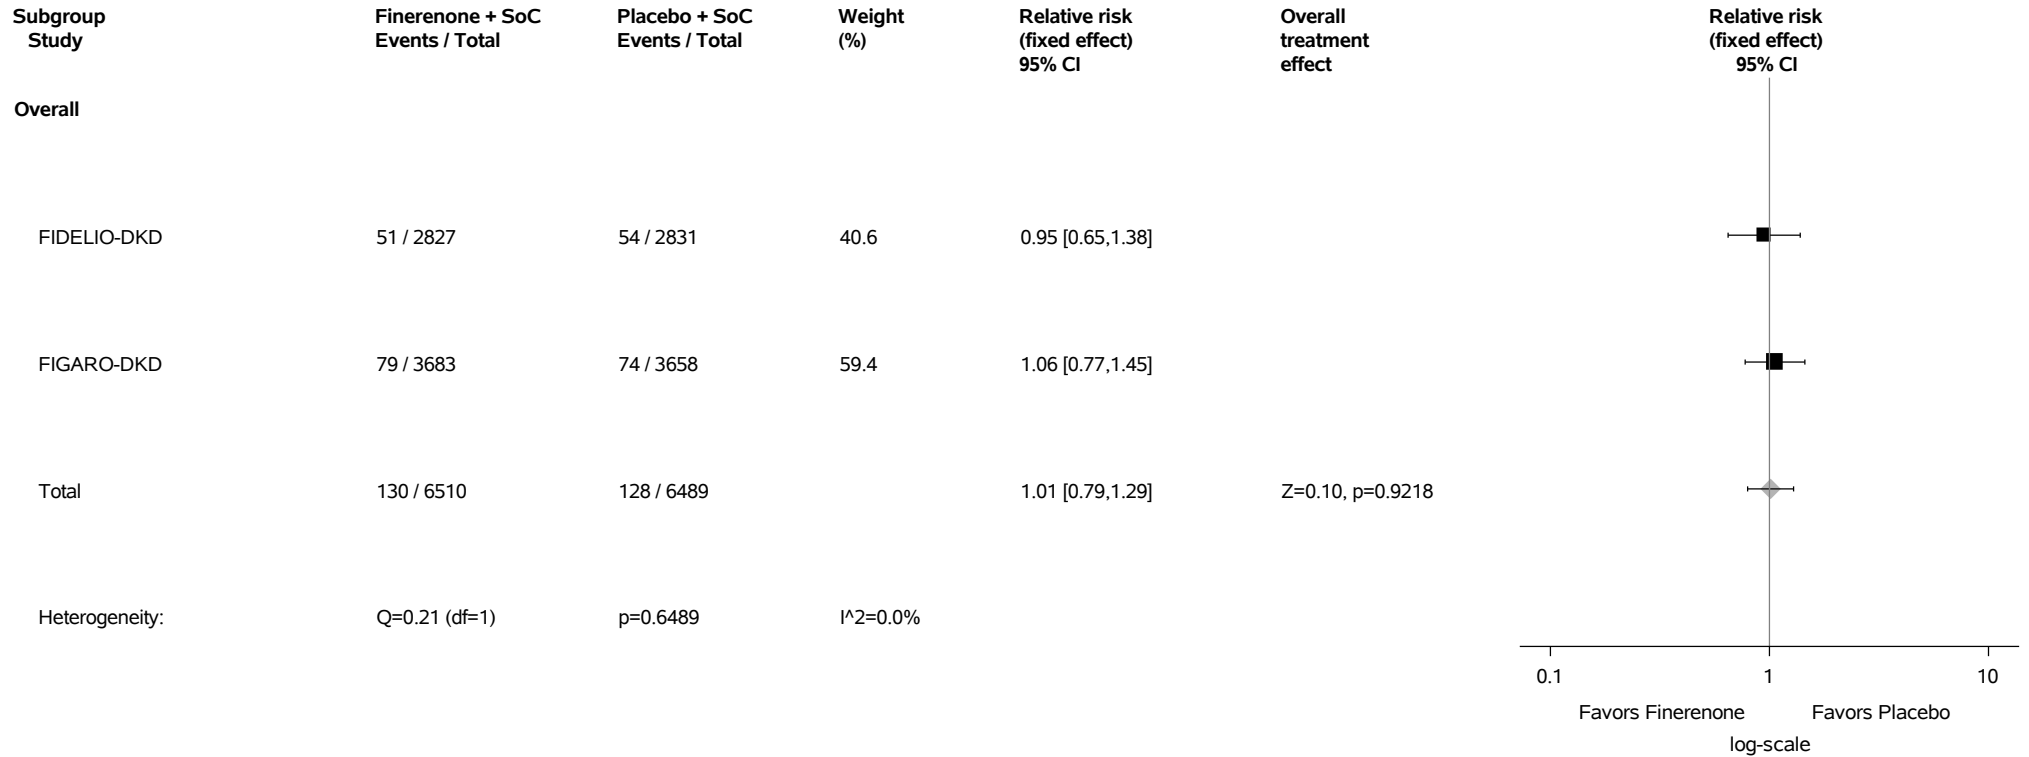 Subgroup Finerenone + SoC Placebo + SoC Weight Relative risk Overall Relative risk
Study Events / Total Events / Total (%) (fixed effect) treatment (fixed effect)
95% CI effect 95% CI
Overall
FIDELIO-DKD 51 / 2827 54 / 2831 40.6 0.95 [0.65,1.38]
FIGARO-DKD 79 / 3683 74 / 3658 59.4 1.06 [0.77,1.45]
Total 130 / 6510 128 / 6489 1.01 [0.79,1.29] Z=0.10, p=0.9218
Heterogeneity: Q=0.21 (df=1) p=0.6489 I^2=0.0%
0.1 1 10
Favors Finerenone Favors Placebo
log-scale